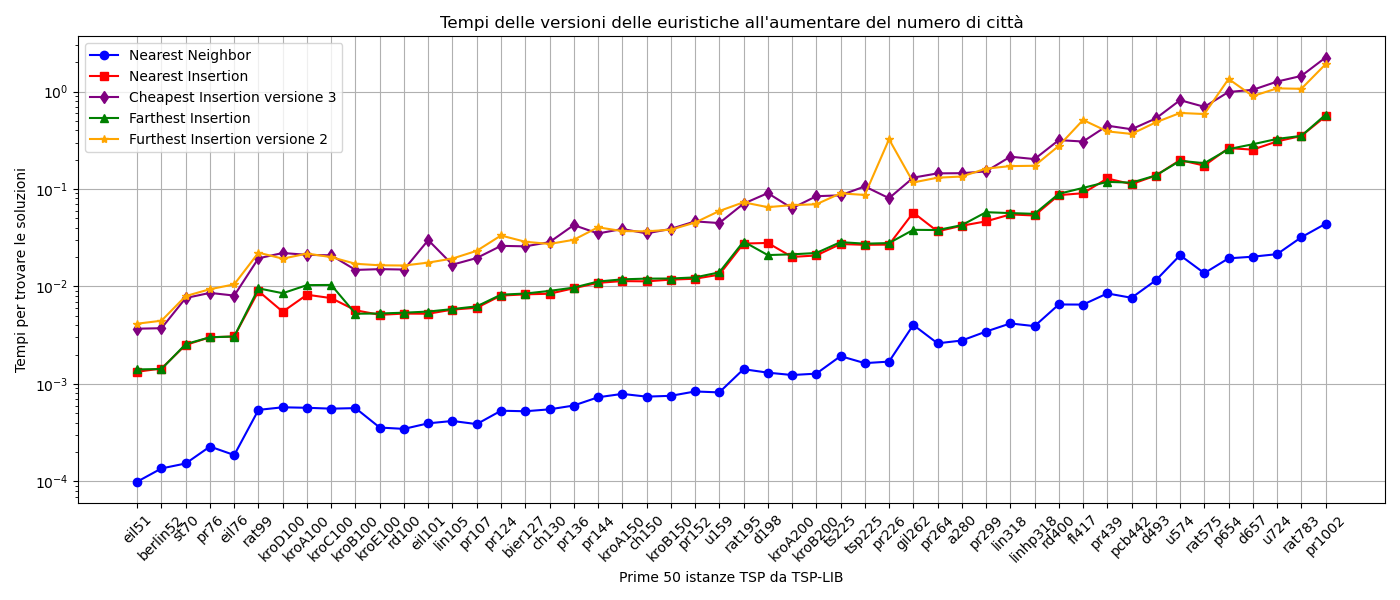 Tempi delle versioni delle euristiche all'aumentare del numero di città
Nearest Neighbor
Nearest Insertion
Cheapest Insertion versione 3
Farthest Insertion
Furthest Insertion versione 2
Tempi per trovare le soluzioni
10⁰
10⁻¹
10⁻²
10⁻³
10⁻⁴
eil51
berlin52
st70
pr76
eil76
rat99
kroD100
kroA100
kroC100
kroB100
kroE100
rd100
eil101
lin105
pr107
pr124
bier127
ch130
pr136
pr144
kroA150
ch150
kroB150
pr152
u159
rat195
d198
kroA200
kroB200
ts225
tsp225
pr226
gil262
pr264
a280
pr299
lin318
linhp318
rd400
fl417
pr439
pcb442
d493
u574
rat575
p654
d657
u724
rat783
pr1002
Prime 50 istanze TSP da TSP-LIB